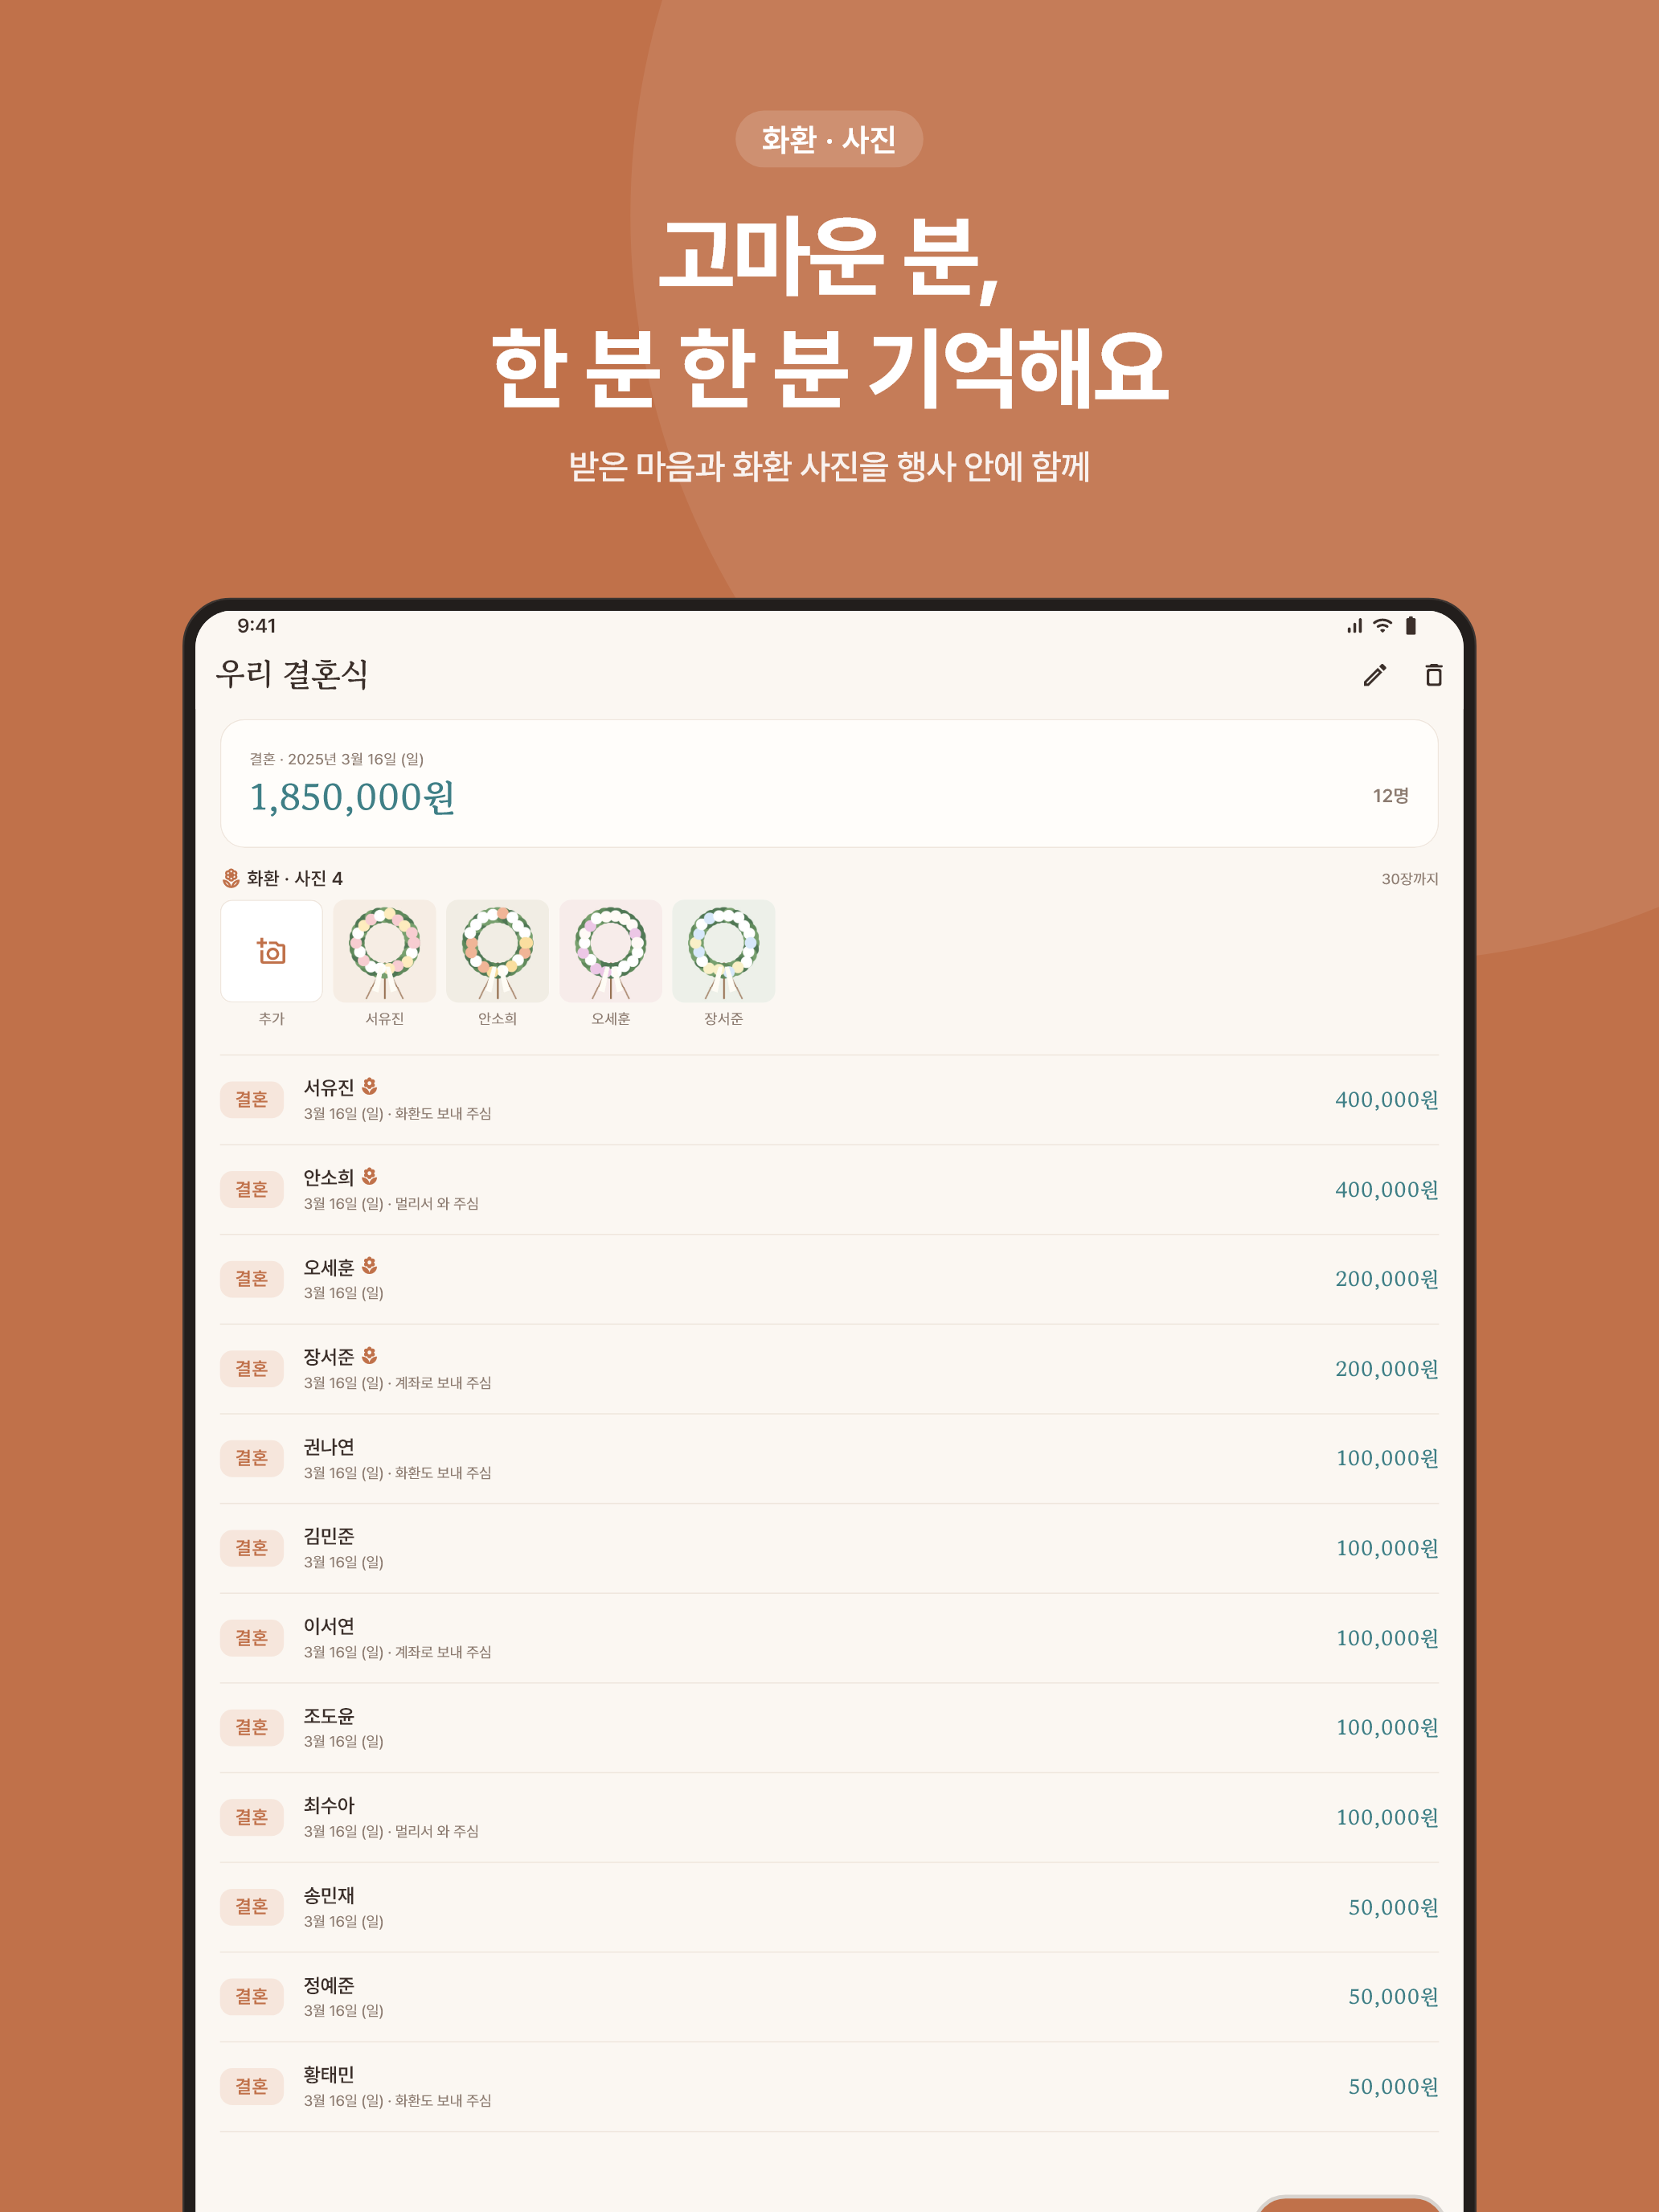 화환 · 사진
고마운 분,
한 분 한 분 기억해요
받은 마음과 화환 사진을 행사 안에 함께
9:41
우리 결혼식
결혼 · 2025년 3월 16일 (일)
1,850,000원
12명
화환 · 사진 4
30장까지
추가
서유진
안소희
오세훈
장서준
결혼
서유진
3월 16일 (일) · 화환도 보내 주심
400,000원
결혼
안소희
3월 16일 (일) · 멀리서 와 주심
400,000원
결혼
오세훈
3월 16일 (일)
200,000원
결혼
장서준
3월 16일 (일) · 계좌로 보내 주심
200,000원
결혼
권나연
3월 16일 (일) · 화환도 보내 주심
100,000원
결혼
김민준
3월 16일 (일)
100,000원
결혼
이서연
3월 16일 (일) · 계좌로 보내 주심
100,000원
결혼
조도윤
3월 16일 (일)
100,000원
결혼
최수아
3월 16일 (일) · 멀리서 와 주심
100,000원
결혼
송민재
3월 16일 (일)
50,000원
결혼
정예준
3월 16일 (일)
50,000원
결혼
황태민
3월 16일 (일) · 화환도 보내 주심
50,000원